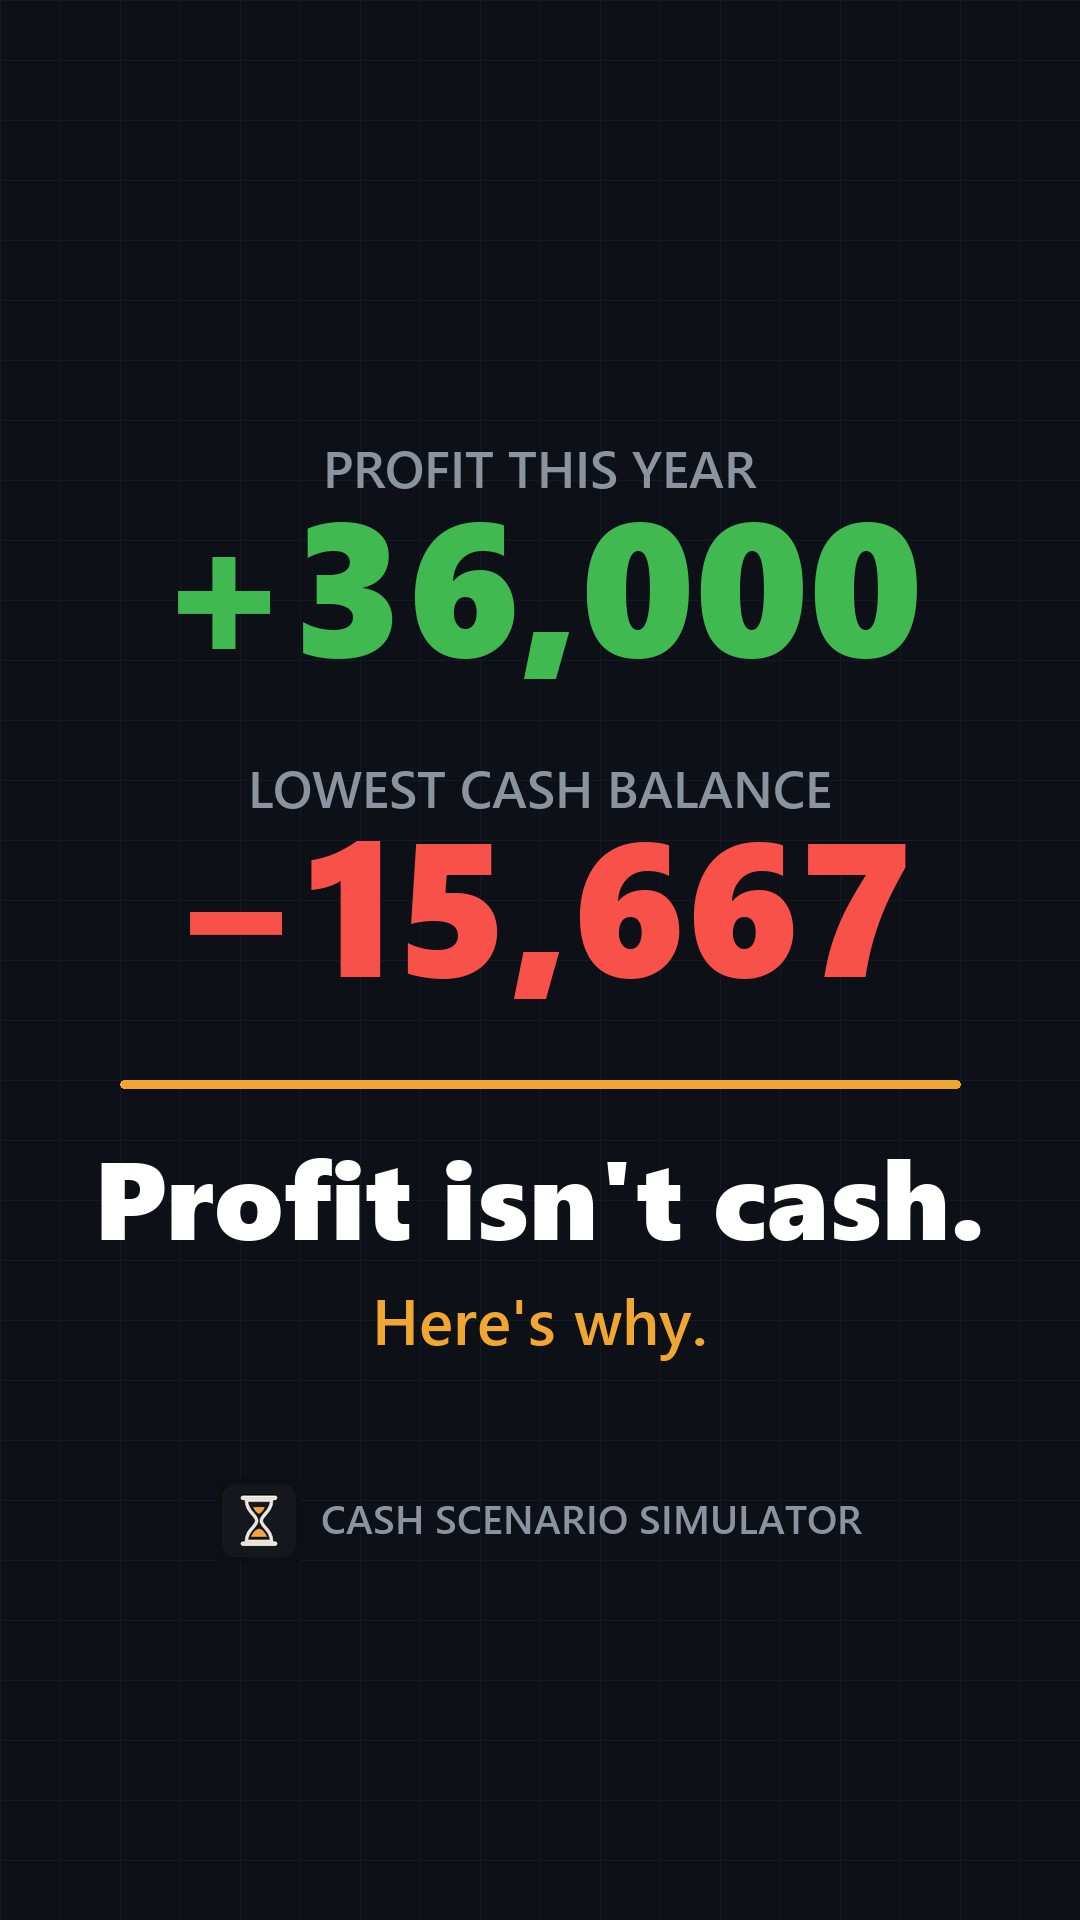 PROFIT THIS YEAR
+36,000
LOWEST CASH BALANCE
−15,667
Profit isn't cash.
Here's why.
CASH SCENARIO SIMULATOR